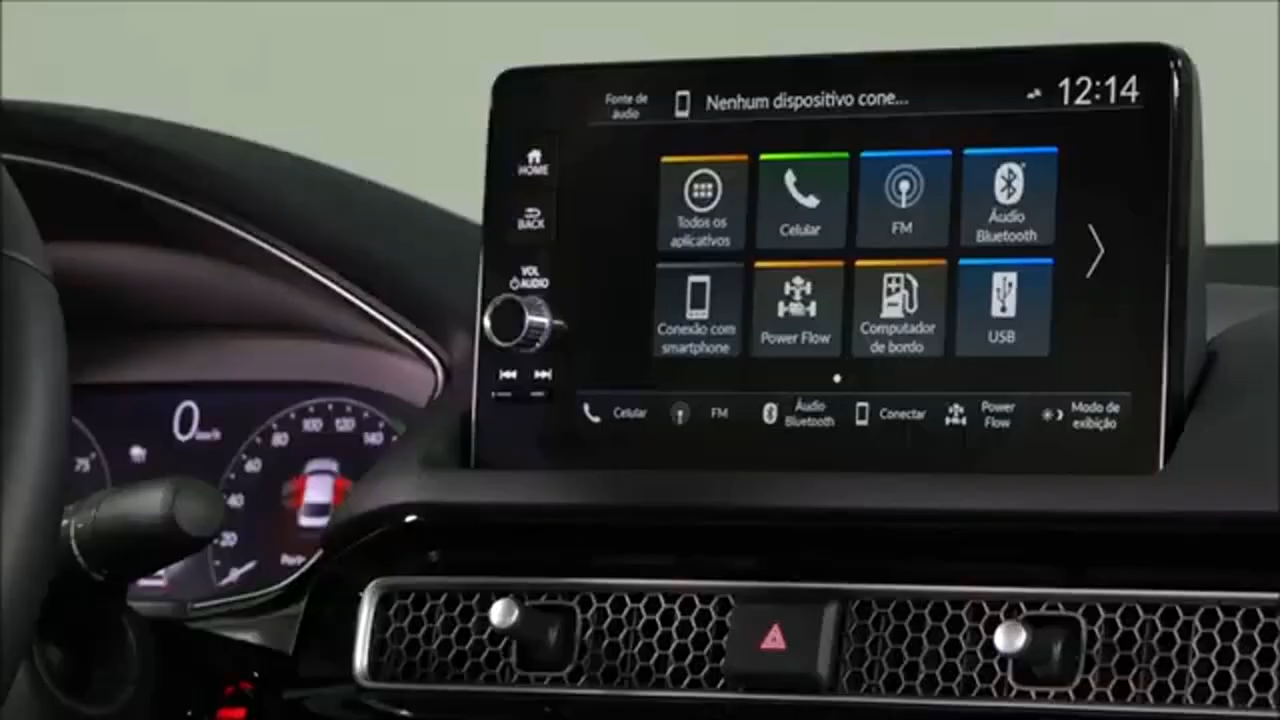 Fonte de
áudio
Nenhum dispositivo cone...
12:14
HOME
BACK
VOL
AUDIO
Todos os
aplicativos
Celular
FM
Áudio
Bluetooth
Conexão com
smartphone
Power Flow
Computador
de bordo
USB
Celular
FM
Áudio
Bluetooth
Conectar
Power
Flow
Modo de
exibição
0 km/h
75
20
40
60
80
100
120
140